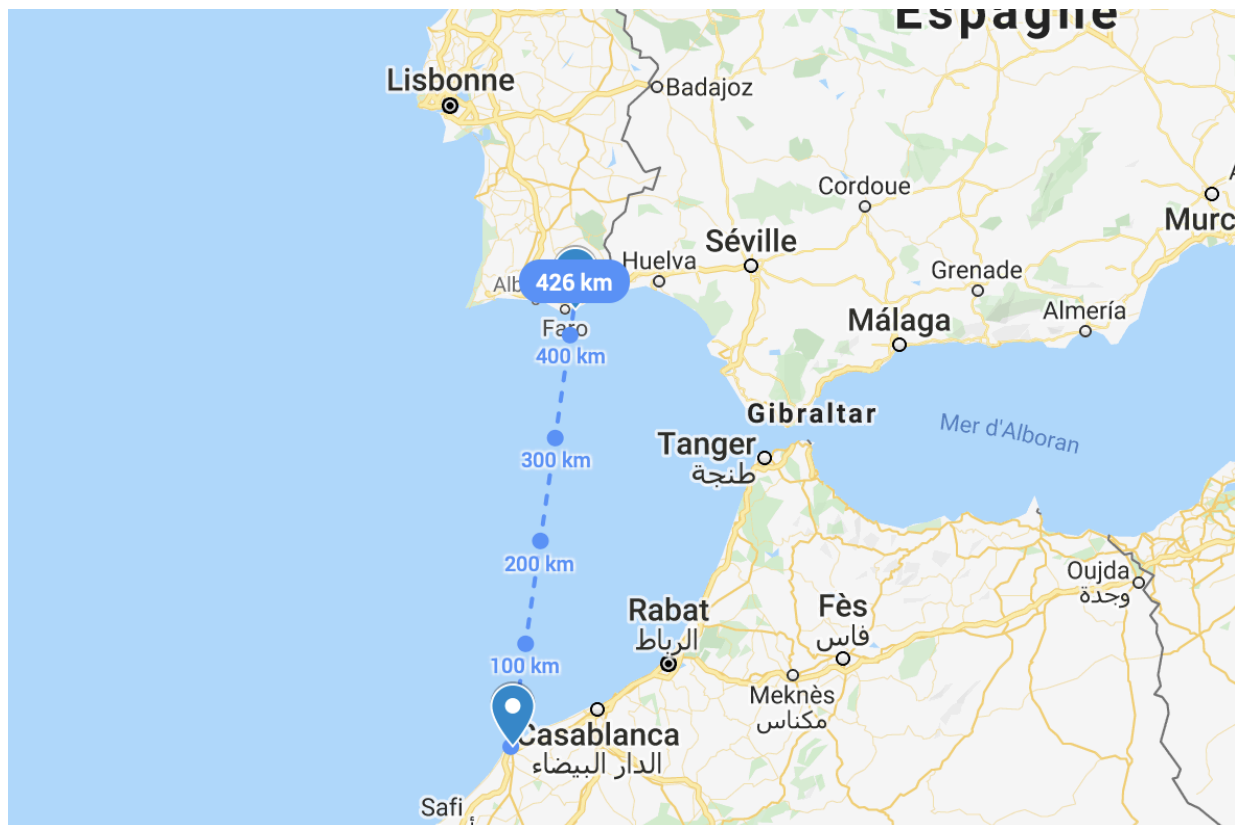 Espagne
Lisbonne
Badajoz
Cordoue
Murc
Séville
Huelva
Grenade
Alb
426 km
Faro
Almería
Málaga
400 km
Gibraltar
Mer d'Alboran
Tanger
طنجة
300 km
200 km
Oujda
وجدة
Rabat
الرباط
Fès
فاس
100 km
Meknès
مكناس
Casablanca
الدار البيضاء
Safi